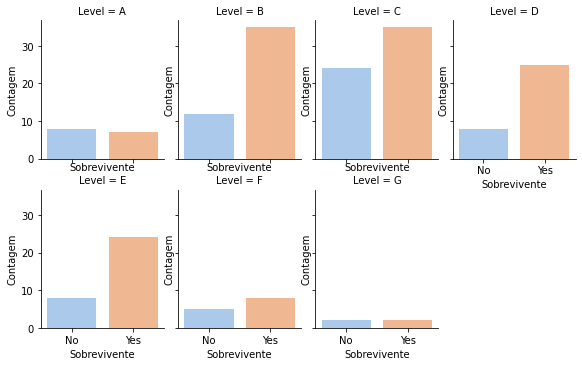 Level = A
Level = B
Level = C
Level = D
Contagem
Contagem
Contagem
Contagem
30
20
10
0
Sobrevivente
Sobrevivente
Sobrevivente
No Yes
Sobrevivente
Level = E
Level = F
Level = G
Contagem
Contagem
Contagem
30
20
10
0
No Yes
No Yes
No Yes
Sobrevivente
Sobrevivente
Sobrevivente